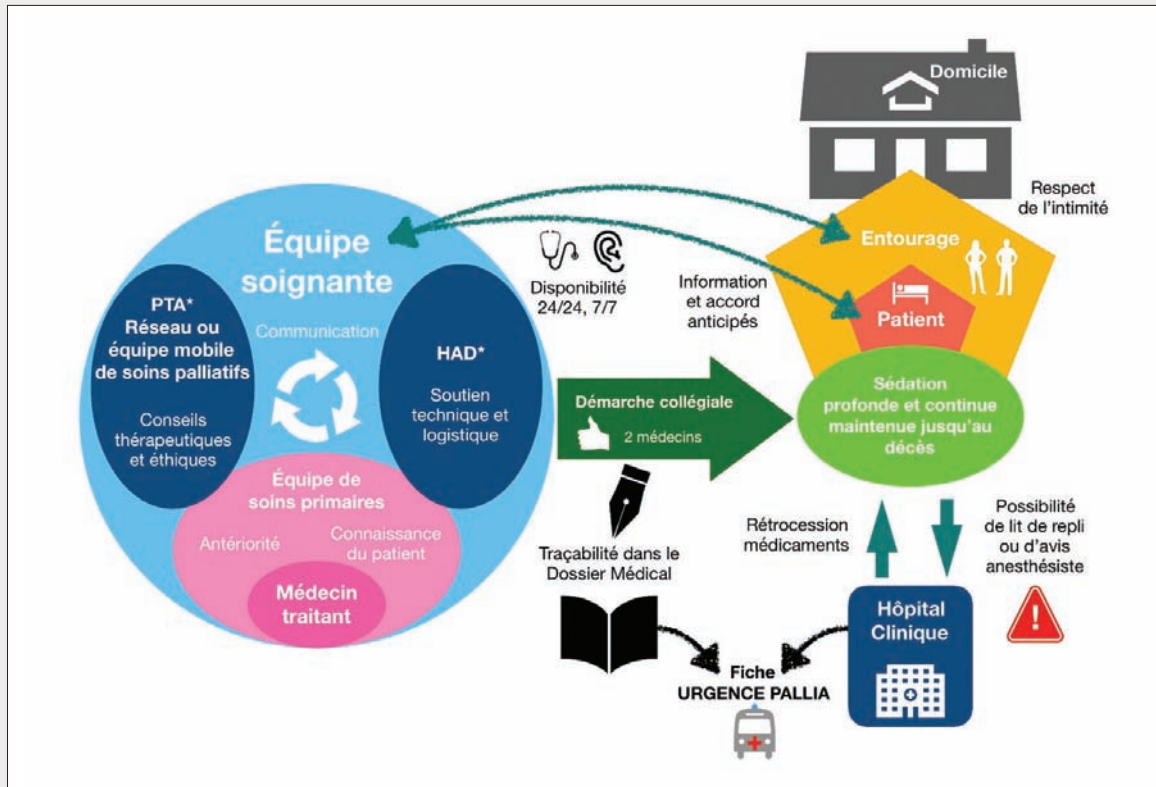 Domicile
Respect
de l'intimité
Entourage
Patient
Équipe
soignante
Disponibilité
24/24, 7/7
Information
et accord
anticipés
PTA*
Réseau ou
équipe mobile
de soins palliatifs
Conseils
thérapeutiques
et éthiques
Communication
HAD*
Soutien
technique et
logistique
Démarche collégiale
2 médecins
Sédation
profonde et continue
maintenue jusqu'au
décès
Équipe de
soins primaires
Antériorité
Connaissance
du patient
Médecin
traitant
Traçabilité dans le
Dossier Médical
Rétrocession
médicaments
Possibilité
de lit de repli
ou d'avis
anesthésiste
Hôpital
Clinique
Fiche
URGENCE PALLIA